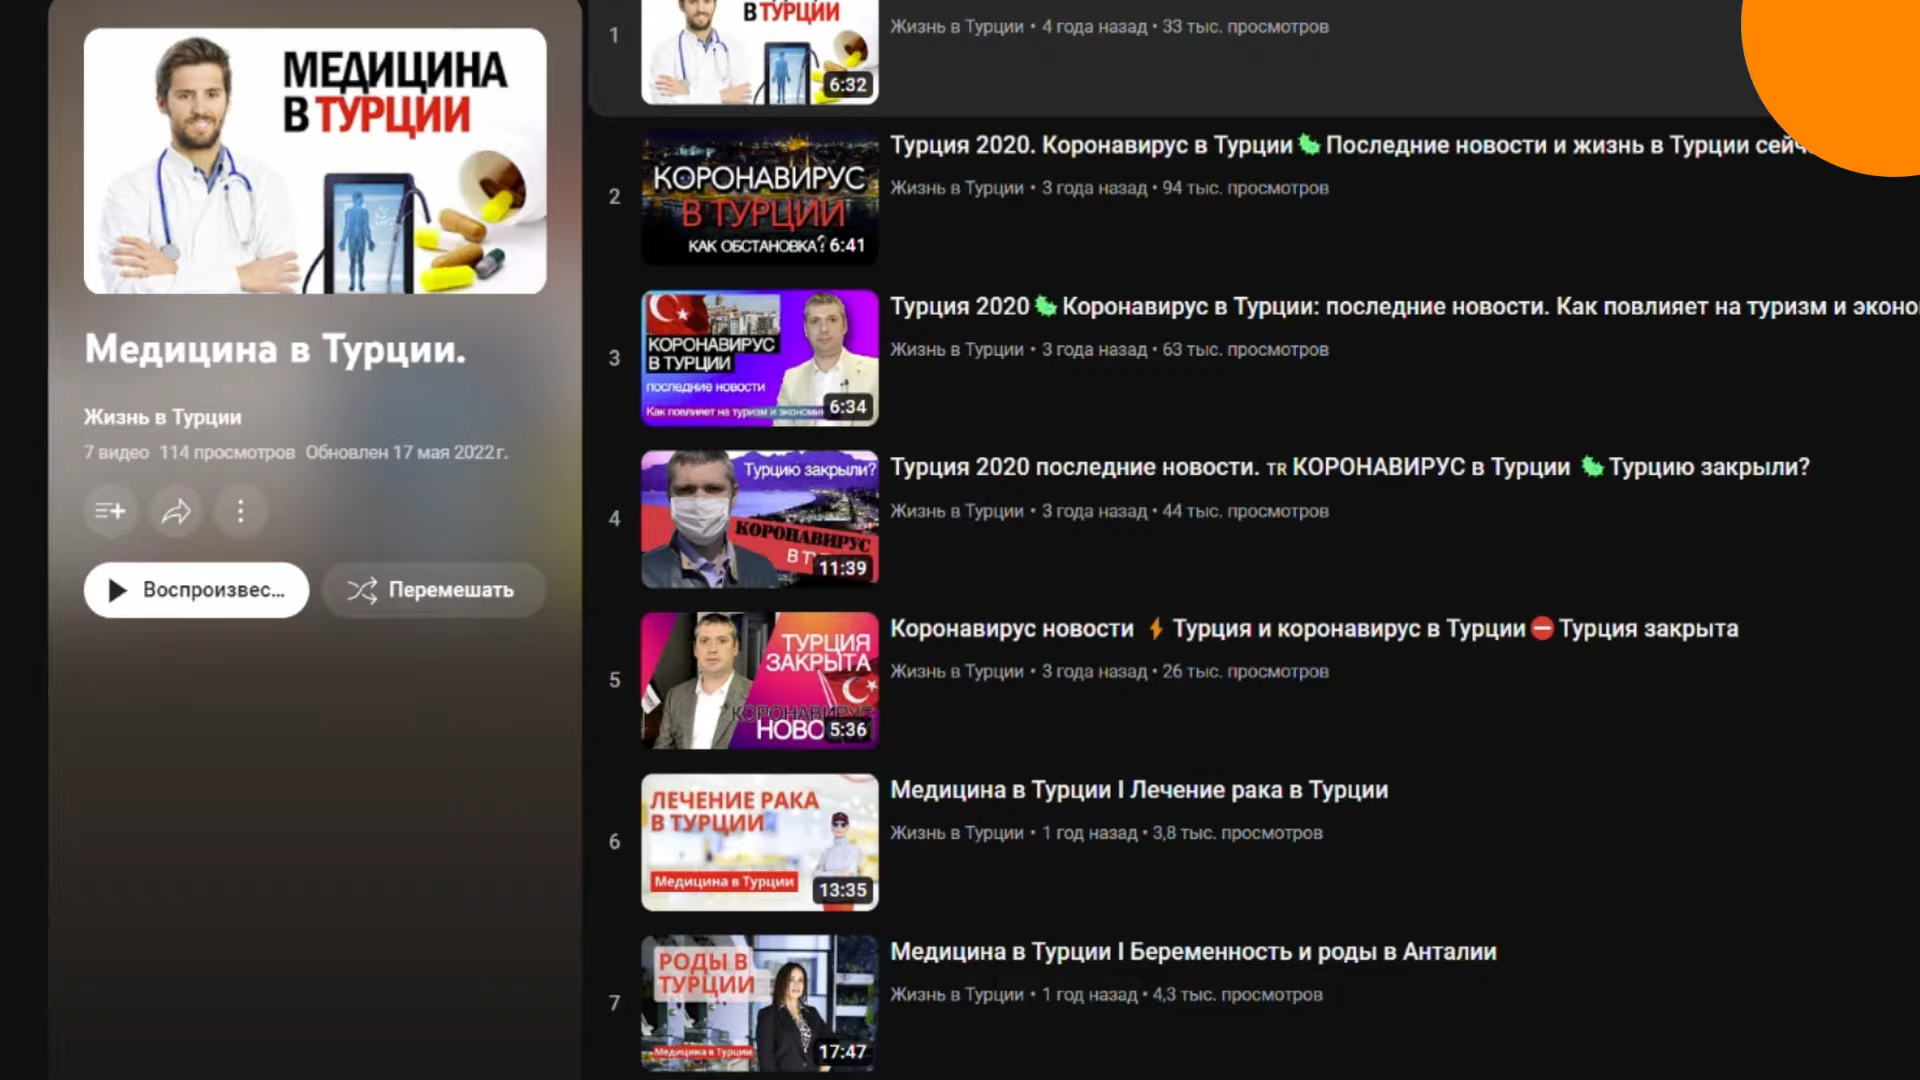 МЕДИЦИНА
В ТУРЦИИ
Медицина в Турции.
Жизнь в Турции
7 видео 114 просмотров Обновлен 17 мая 2022 г.
Воспроизвес...
Перемешать
1
В ТУРЦИИ
6:32
Жизнь в Турции • 4 года назад • 33 тыс. просмотров
2
КОРОНАВИРУС
В ТУРЦИИ
КАК ОБСТАНОВКА?
6:41
Турция 2020. Коронавирус в Турции Последние новости и жизнь в Турции
Жизнь в Турции • 3 года назад • 94 тыс. просмотров
3
КОРОНАВИРУС
В ТУРЦИИ
последние новости
Как повлияет на туризм и
6:34
Турция 2020 Коронавирус в Турции: последние новости. Как повлияет на туризм и эконо
Жизнь в Турции • 3 года назад • 63 тыс. просмотров
4
Турцию закрыли?
КОРОНАВИРУС
В Т
11:39
Турция 2020 последние новости. TR КОРОНАВИРУС в Турции Турцию закрыли?
Жизнь в Турции • 3 года назад • 44 тыс. просмотров
5
ТУРЦИЯ
ЗАКРЫТА
КОРОНАВИРУС
НОВО
5:36
Коронавирус новости ⚡ Турция и коронавирус в Турции ⛔ Турция закрыта
Жизнь в Турции • 3 года назад • 26 тыс. просмотров
6
ЛЕЧЕНИЕ РАКА
В ТУРЦИИ
Медицина в Турции
13:35
Медицина в Турции I Лечение рака в Турции
Жизнь в Турции • 1 год назад • 3,8 тыс. просмотров
7
РОДЫ В
ТУРЦИИ
Медицина в Турции
17:47
Медицина в Турции I Беременность и роды в Анталии
Жизнь в Турции • 1 год назад • 4,3 тыс. просмотров